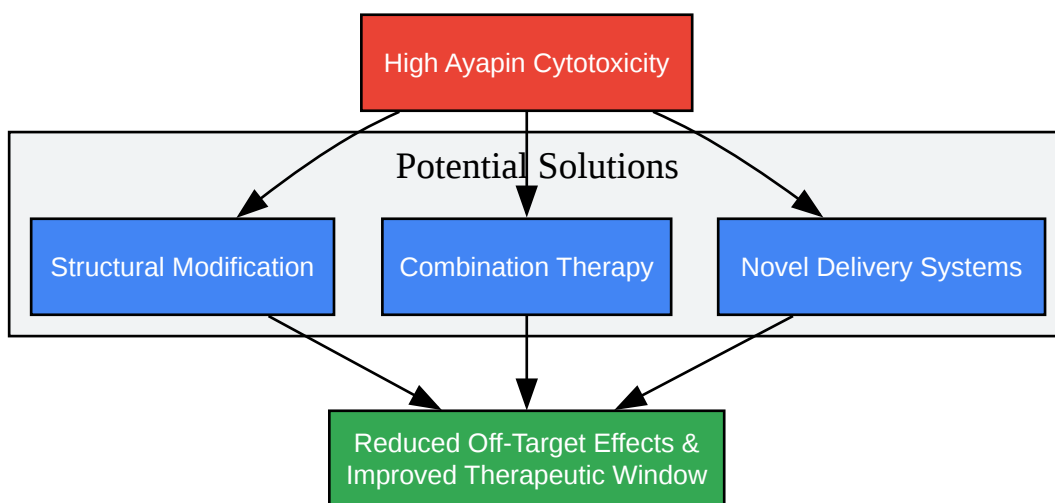 High Ayapin Cytotoxicity
Potential Solutions
Structural Modification
Combination Therapy
Novel Delivery Systems
Reduced Off-Target Effects &
Improved Therapeutic Window